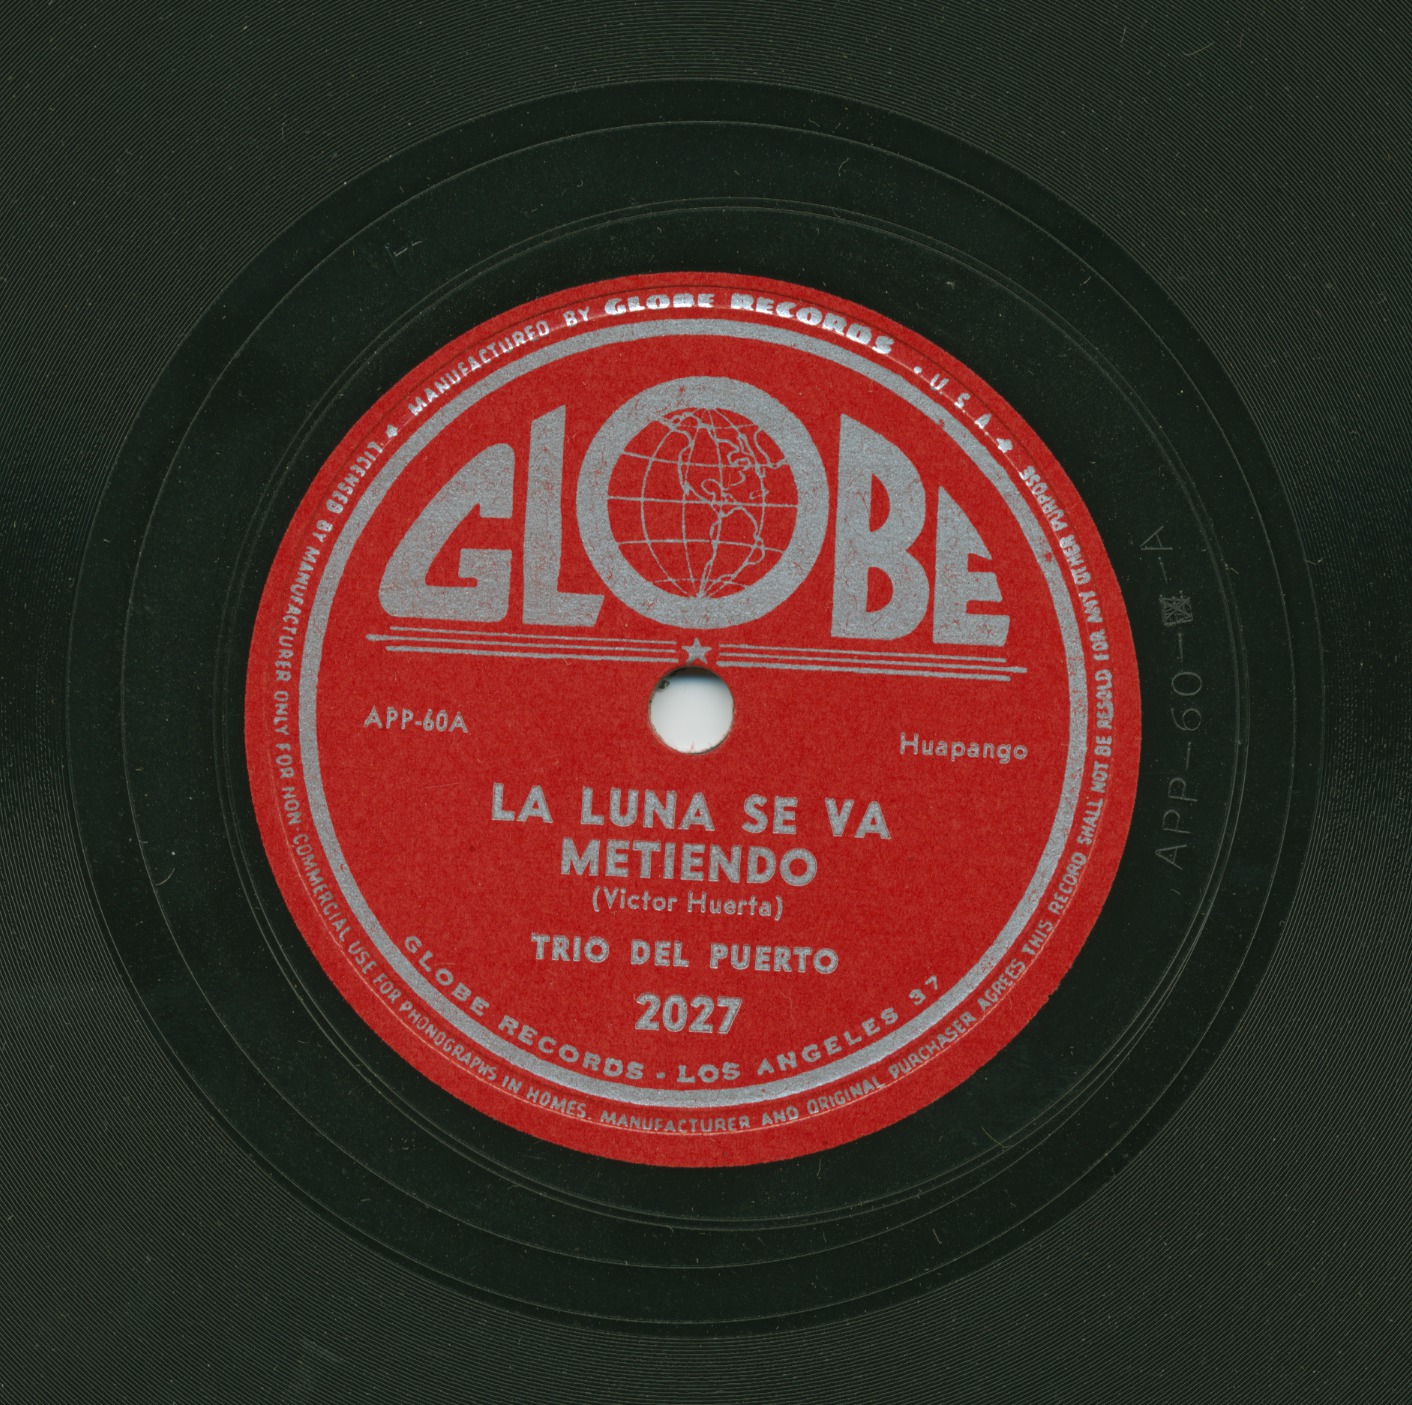 LICENSED BY MANUFACTURER ONLY FOR NON-COMMERCIAL USE FOR PHONOGRAPHS IN HOMES. MANUFACTURER AND ORIGINAL PURCHASER AGREES THIS RECORD SHALL NOT BE RESOLD FOR ANY OTHER PURPOSE
MANUFACTURED BY GLOBE RECORDS • U. S. A.
GLOBE
APP-60A
Huapango
LA LUNA SE VA
METIENDO
(Victor Huerta)
TRIO DEL PUERTO
2027
GLOBE RECORDS - LOS ANGELES 37
APP-60-
-A